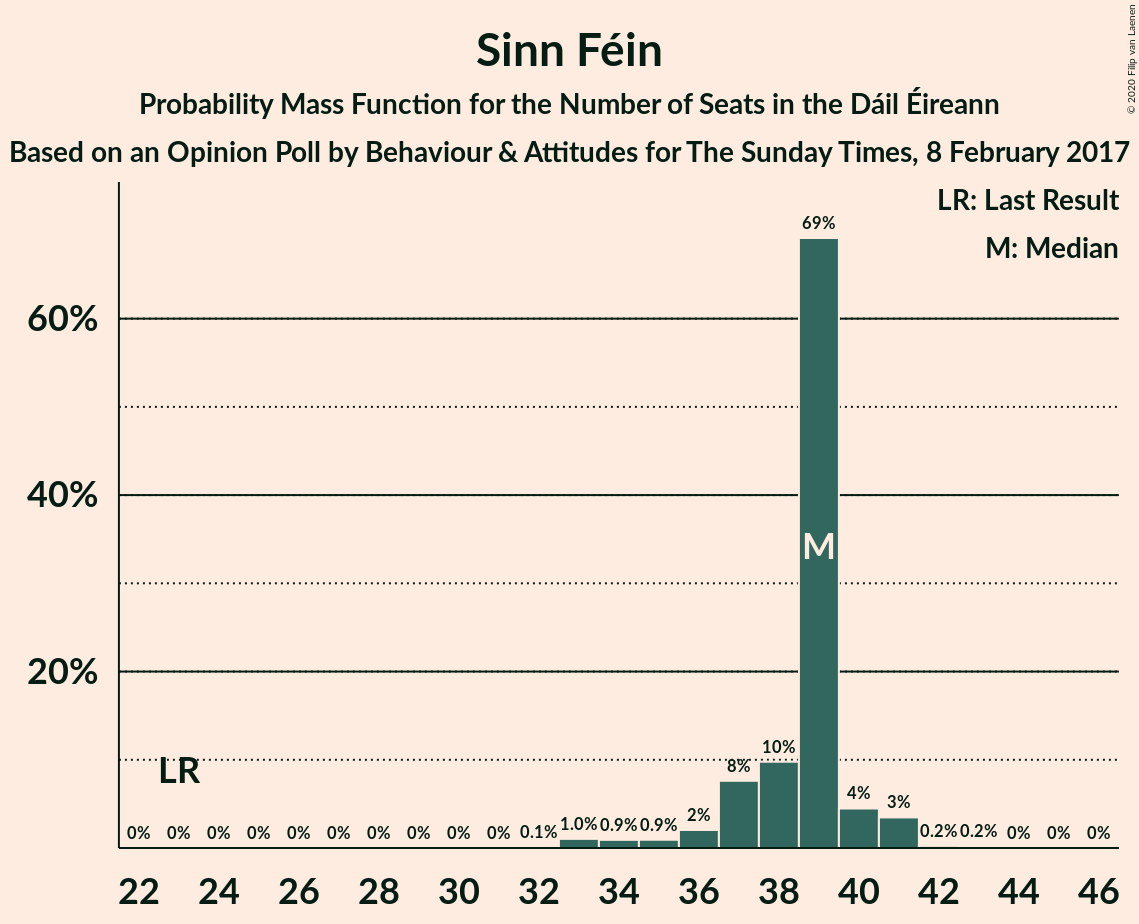 Sinn Féin
Probability Mass Function for the Number of Seats in the Dáil Éireann
Based on an Opinion Poll by Behaviour & Attitudes for The Sunday Times, 8 February 2017
© 2020 Filip van Laenen
LR: Last Result
M: Median
69%
60%
40%
M
20%
LR
10%
8%
4%
3%
2%
0% 0% 0% 0% 0% 0% 0% 0% 0% 0% 0.1% 1.0% 0.9% 0.9% 0.2% 0.2% 0% 0% 0%
22 24 26 28 30 32 34 36 38 40 42 44 46